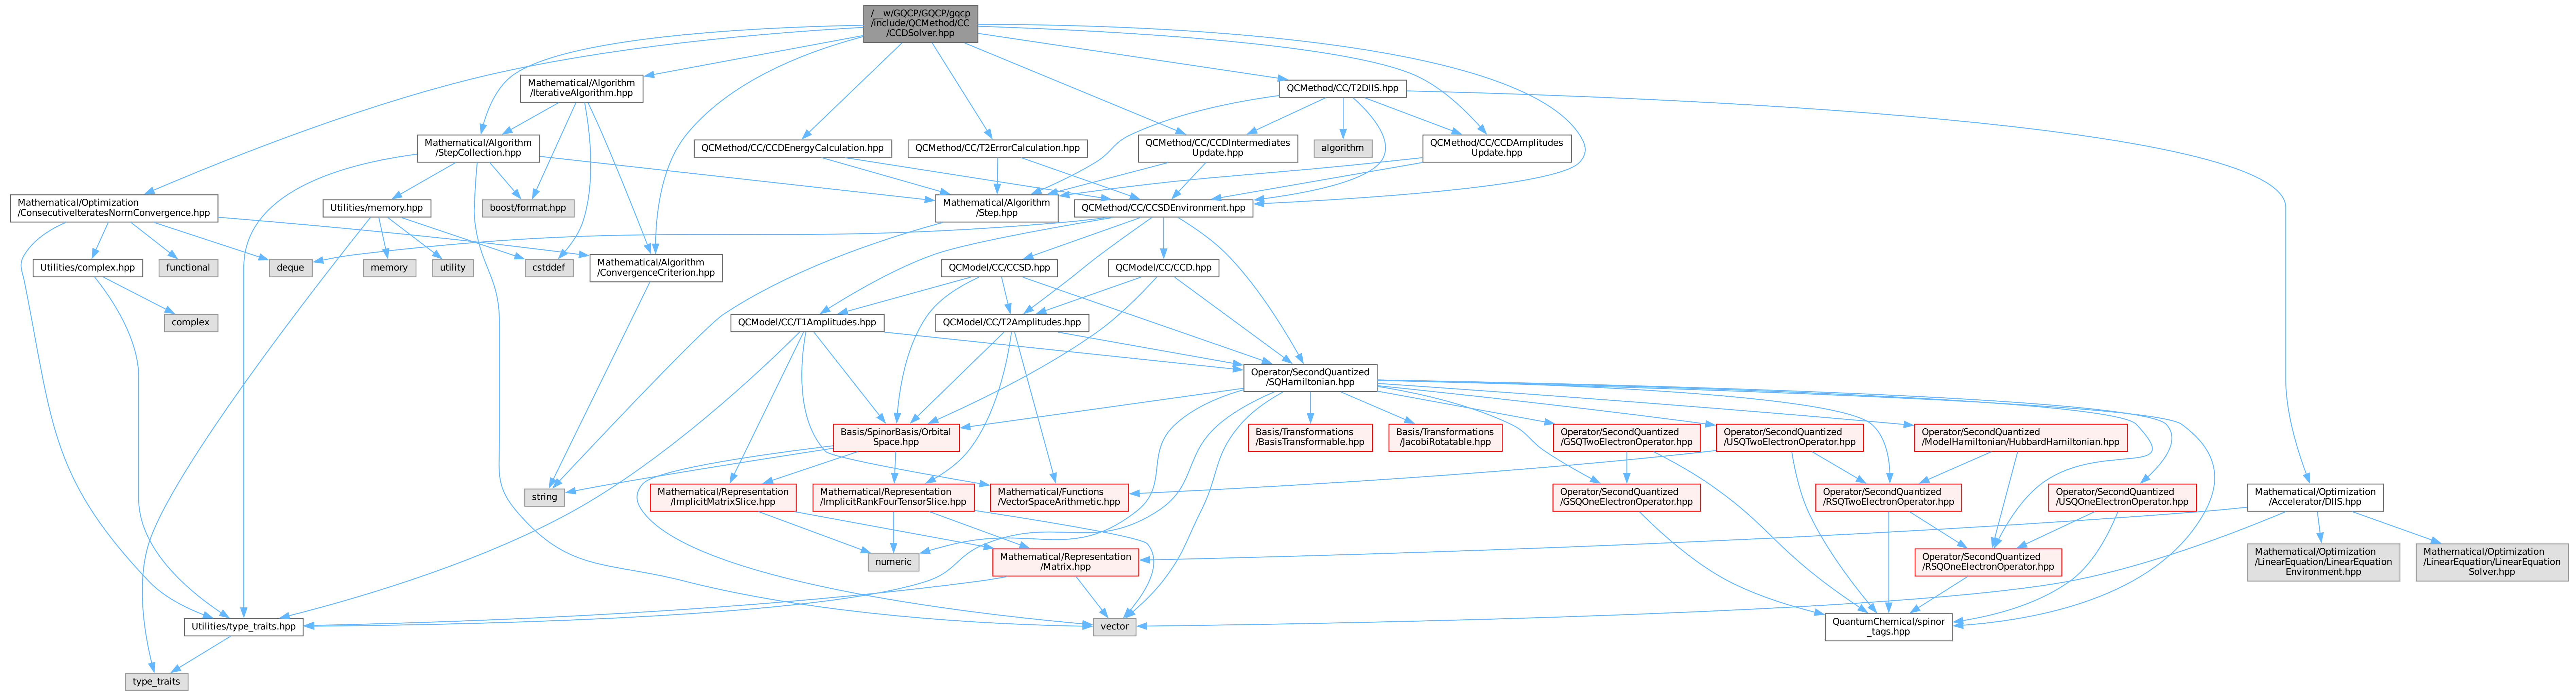 /__w/GQCP/GQCP/gqcp
/include/QCMethod/CC
/CCDSolver.hpp
Mathematical/Algorithm
/IterativeAlgorithm.hpp
QCMethod/CC/T2DIIS.hpp
Mathematical/Algorithm
/StepCollection.hpp
QCMethod/CC/CCDEnergyCalculation.hpp
QCMethod/CC/T2ErrorCalculation.hpp
QCMethod/CC/CCDIntermediates
Update.hpp
algorithm
QCMethod/CC/CCDAmplitudes
Update.hpp
Mathematical/Optimization
/ConsecutiveIteratesNormConvergence.hpp
Utilities/memory.hpp
boost/format.hpp
Mathematical/Algorithm
/Step.hpp
QCMethod/CC/CCSDEnvironment.hpp
Utilities/complex.hpp
functional
deque
memory
utility
cstddef
Mathematical/Algorithm
/ConvergenceCriterion.hpp
QCModel/CC/CCSD.hpp
QCModel/CC/CCD.hpp
complex
QCModel/CC/T1Amplitudes.hpp
QCModel/CC/T2Amplitudes.hpp
Operator/SecondQuantized
/SQHamiltonian.hpp
Basis/SpinorBasis/Orbital
Space.hpp
Basis/Transformations
/BasisTransformable.hpp
Basis/Transformations
/JacobiRotatable.hpp
Operator/SecondQuantized
/GSQTwoElectronOperator.hpp
Operator/SecondQuantized
/USQTwoElectronOperator.hpp
Operator/SecondQuantized
/ModelHamiltonian/HubbardHamiltonian.hpp
string
Mathematical/Representation
/ImplicitMatrixSlice.hpp
Mathematical/Representation
/ImplicitRankFourTensorSlice.hpp
Mathematical/Functions
/VectorSpaceArithmetic.hpp
Operator/SecondQuantized
/GSQOneElectronOperator.hpp
Operator/SecondQuantized
/RSQTwoElectronOperator.hpp
Operator/SecondQuantized
/USQOneElectronOperator.hpp
Mathematical/Optimization
/Accelerator/DIIS.hpp
numeric
Mathematical/Representation
/Matrix.hpp
Operator/SecondQuantized
/RSQOneElectronOperator.hpp
Mathematical/Optimization
/LinearEquation/LinearEquation
Environment.hpp
Mathematical/Optimization
/LinearEquation/LinearEquation
Solver.hpp
Utilities/type_traits.hpp
vector
QuantumChemical/spinor
_tags.hpp
type_traits